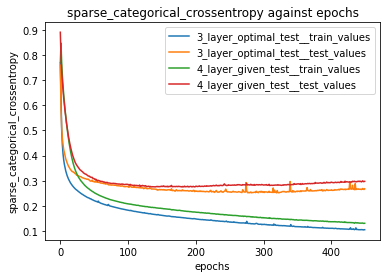 sparse_categorical_crossentropy against epochs
3_layer_optimal_test__train_values
3_layer_optimal_test__test_values
4_layer_given_test__train_values
4_layer_given_test__test_values
sparse_categorical_crossentropy
0.9
0.8
0.7
0.6
0.5
0.4
0.3
0.2
0.1
0 100 200 300 400
epochs